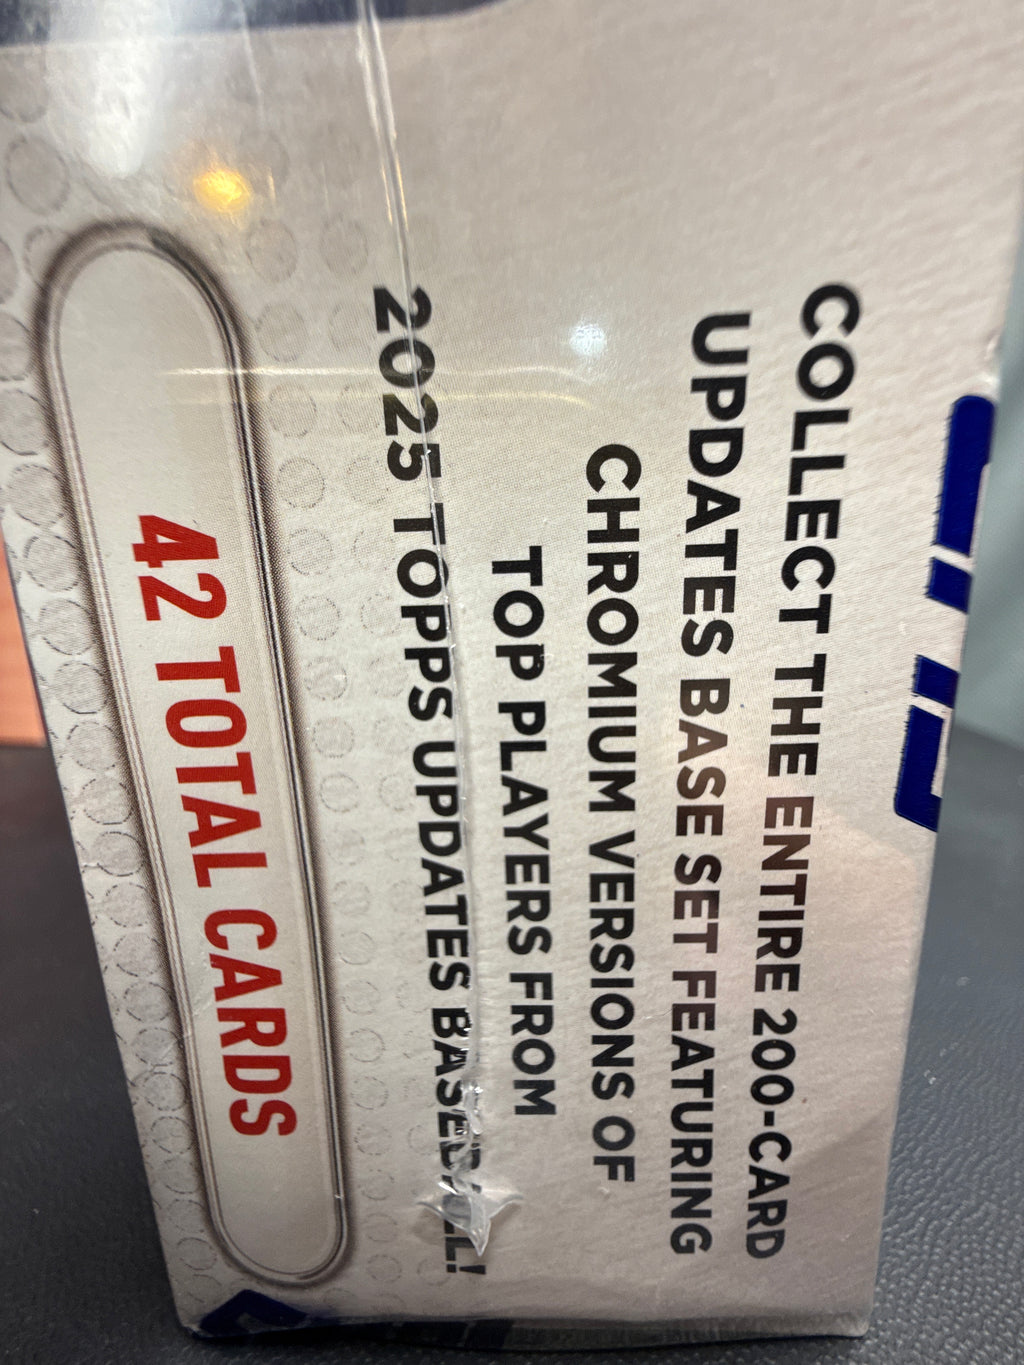 COLLECT THE ENTIRE 200-CARD
UPDATES BASE SET FEATURING
CHROMIUM VERSIONS OF
TOP PLAYERS FROM
2025 TOPPS UPDATES BASEBALL!
42 TOTAL CARDS